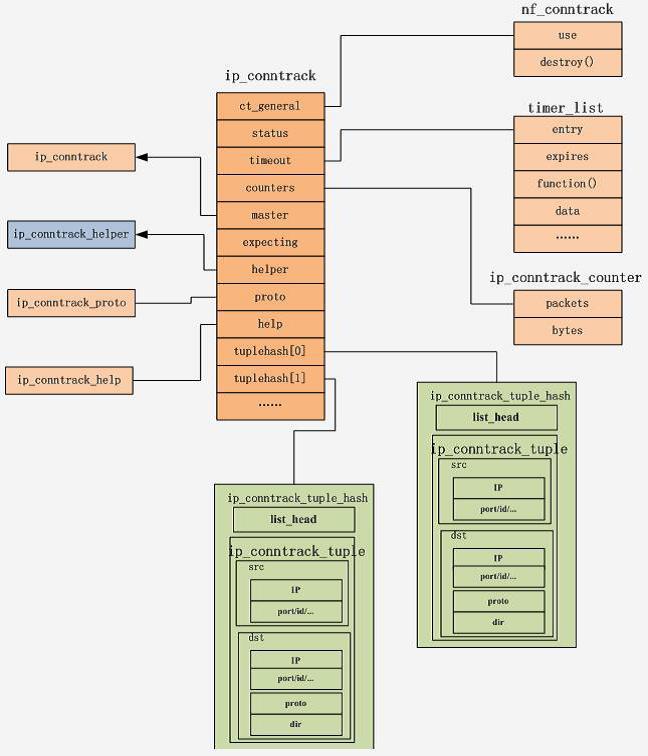 nf_conntrack
use
destroy()
ip_conntrack
ct_general
status
timeout
counters
master
expecting
helper
proto
help
tuplehash[0]
tuplehash[1]
……
timer_list
entry
expires
function()
data
……
ip_conntrack
ip_conntrack_helper
ip_conntrack_proto
ip_conntrack_help
ip_conntrack_counter
packets
bytes
ip_conntrack_tuple_hash
list_head
ip_conntrack_tuple
src
IP
port/id/...
dst
IP
port/id/...
proto
dir
ip_conntrack_tuple_hash
list_head
ip_conntrack_tuple
src
IP
port/id/...
dst
IP
port/id/...
proto
dir